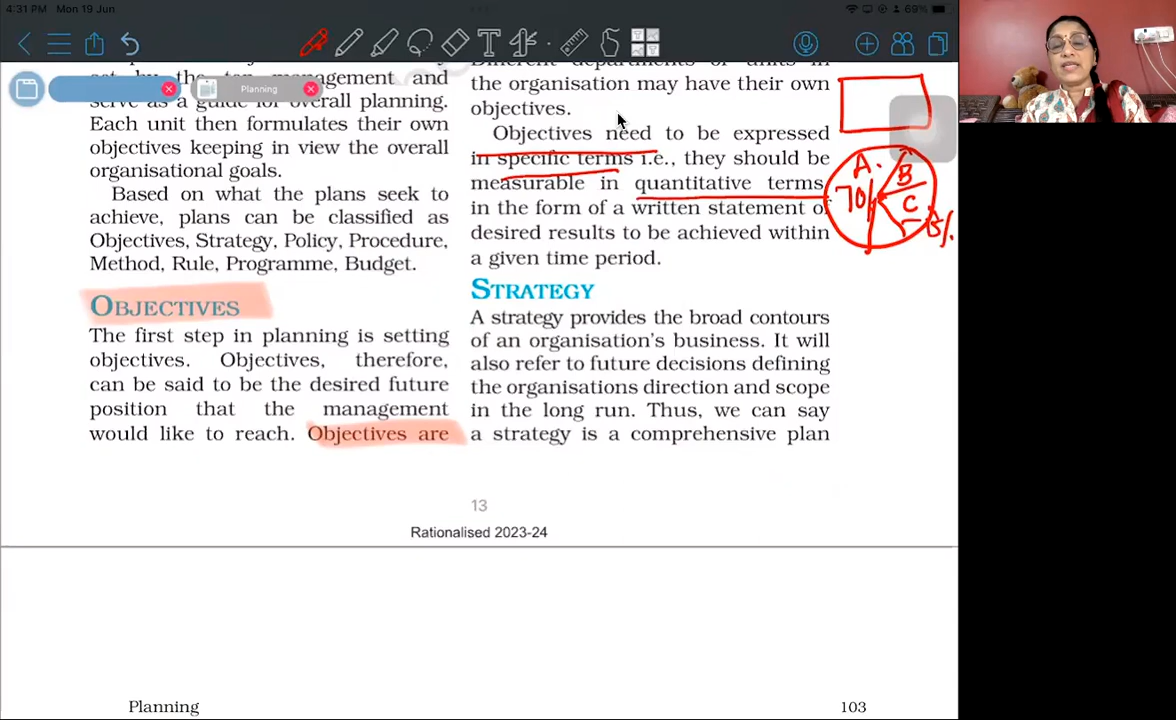 4:31 PM Mon 19 Jun
69%
Planning
set by the top management and
serve as a guide for overall planning.
Each unit then formulates their own
objectives keeping in view the overall
organisational goals.
Based on what the plans seek to
achieve, plans can be classified as
Objectives, Strategy, Policy, Procedure,
Method, Rule, Programme, Budget.
OBJECTIVES
The first step in planning is setting
objectives. Objectives, therefore,
can be said to be the desired future
position that the management
would like to reach. Objectives are
Different departments or units in
the organisation may have their own
objectives.
Objectives need to be expressed
in specific terms i.e., they should be
measurable in quantitative terms,
in the form of a written statement of
desired results to be achieved within
a given time period.
STRATEGY
A strategy provides the broad contours
of an organisation's business. It will
also refer to future decisions defining
the organisations direction and scope
in the long run. Thus, we can say
a strategy is a comprehensive plan
A.
70%
B
C
15%
13
Rationalised 2023-24
Planning
103